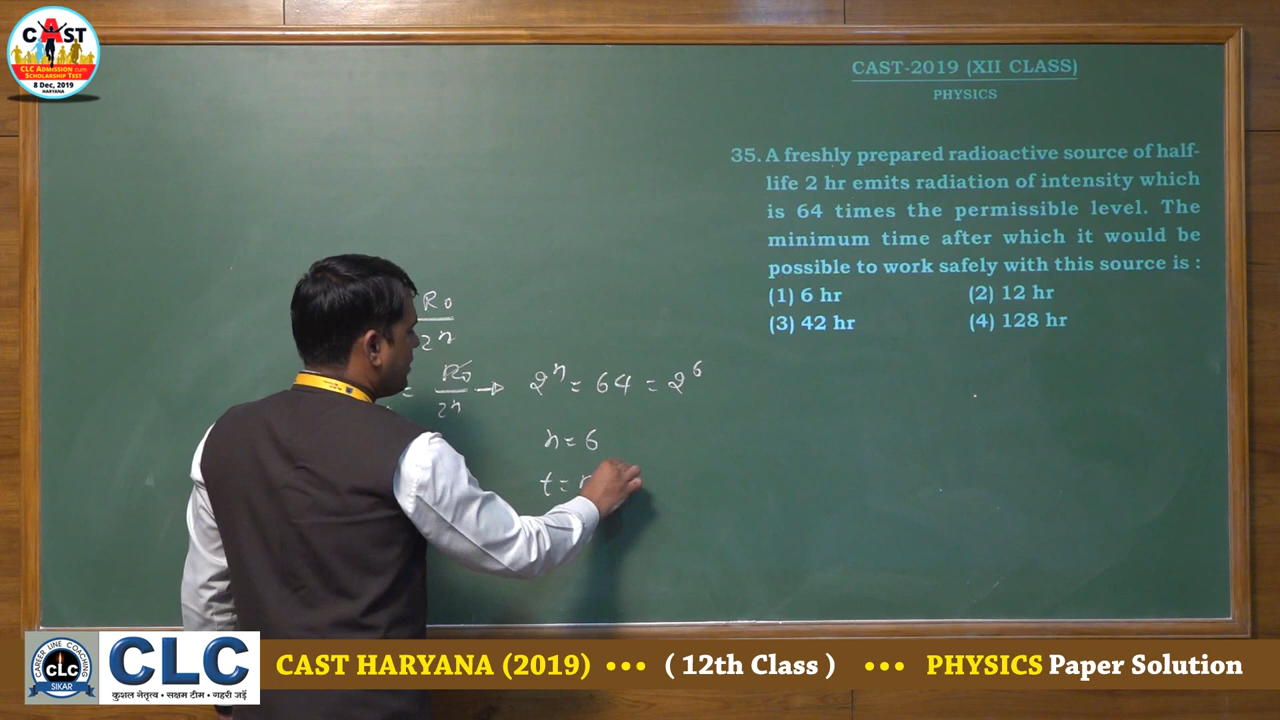 CAST
CLC ADMISSION CUM
SCHOLARSHIP TEST
8 Dec, 2019
HARYANA
CAST-2019 (XII CLASS)
PHYSICS
35. A freshly prepared radioactive source of half-
life 2 hr emits radiation of intensity which
is 64 times the permissible level. The
minimum time after which it would be
possible to work safely with this source is :
(1) 6 hr (2) 12 hr
(3) 42 hr (4) 128 hr
R₀
2ⁿ
= R₀ / 2ⁿ → 2ⁿ = 64 = 2⁶
n = 6
t = n
CAREER LINE COACHING
CLC
SIKAR
CLC
कुशल नेतृत्व • सक्षम टीम • गहरी जड़ें
CAST HARYANA (2019) ••• ( 12th Class ) ••• PHYSICS Paper Solution